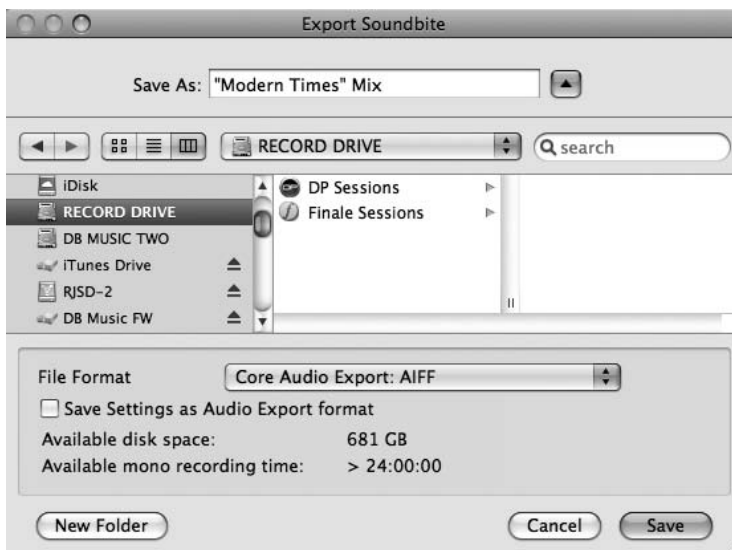 Export Soundbite
Save As: "Modern Times" Mix
RECORD DRIVE
search
iDisk
RECORD DRIVE
DB MUSIC TWO
iTunes Drive
RJSD-2
DB Music FW
DP Sessions
Finale Sessions
File Format Core Audio Export: AIFF
Save Settings as Audio Export format
Available disk space: 681 GB
Available mono recording time: > 24:00:00
New Folder Cancel Save